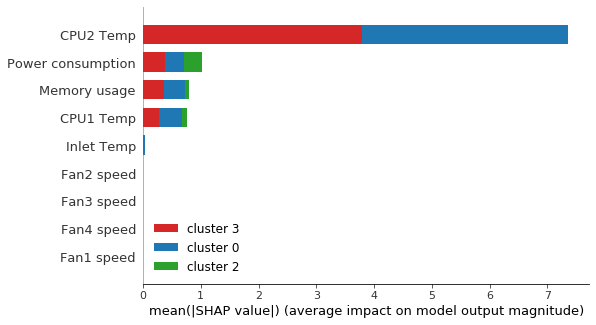 CPU2 Temp
Power consumption
Memory usage
CPU1 Temp
Inlet Temp
Fan2 speed
Fan3 speed
Fan4 speed
Fan1 speed
cluster 3
cluster 0
cluster 2
0 1 2 3 4 5 6 7
mean(|SHAP value|) (average impact on model output magnitude)